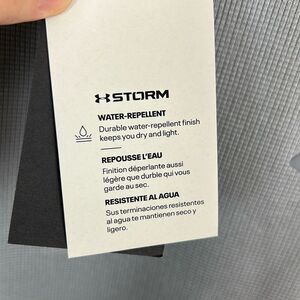 STORM
WATER-REPELLENT
Durable water-repellent finish
keeps you dry and light.
REPOUSSE L'EAU
Finition déperlante aussi
légère que durble qui vous
garde au sec.
RESISTENTE AL AGUA
Sus terminaciones resistentes
al agua te mantienen seco y
ligero.